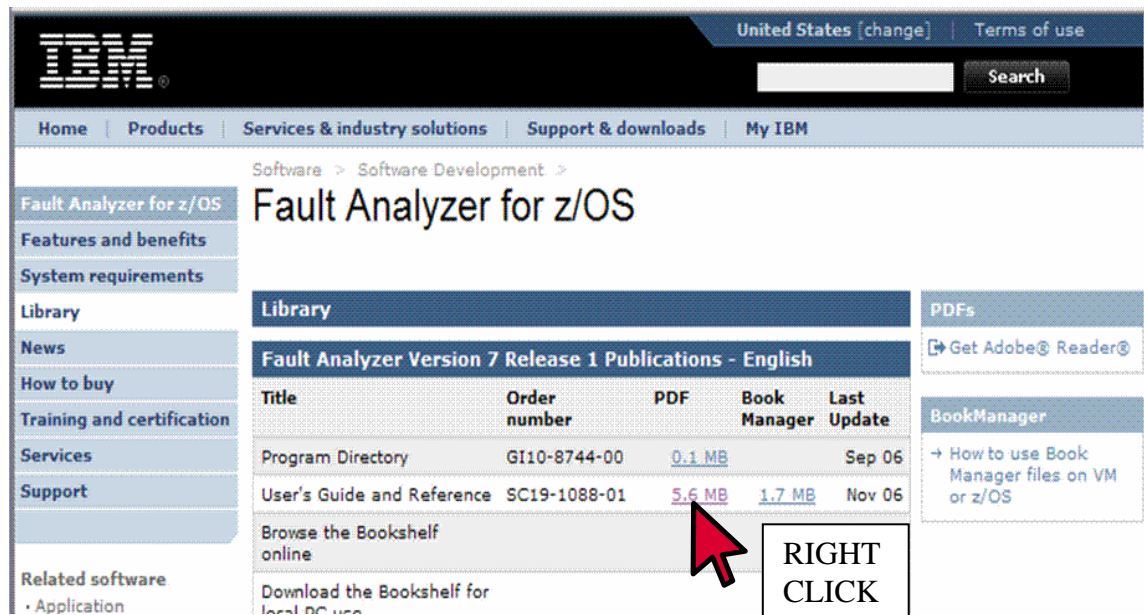 United States [change] | Terms of use
IBM®
Search
Home | Products | Services & industry solutions | Support & downloads | My IBM
Software > Software Development >
Fault Analyzer for z/OS
Fault Analyzer for z/OS
Features and benefits
System requirements
Library
News
How to buy
Training and certification
Services
Support
Related software
• Application
Library
Fault Analyzer Version 7 Release 1 Publications - English
Title Order number PDF Book Manager Last Update
Program Directory GI10-8744-00 0.1 MB Sep 06
User's Guide and Reference SC19-1088-01 5.6 MB 1.7 MB Nov 06
Browse the Bookshelf
online
Download the Bookshelf for
local PC use
RIGHT
CLICK
PDFs
Get Adobe® Reader®
BookManager
→ How to use Book
Manager files on VM
or z/OS